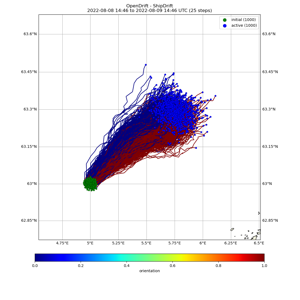 OpenDrift - ShipDrift
2022-08-08 14:46 to 2022-08-09 14:46 UTC (25 steps)
initial (1000)
active (1000)
63.6°N
63.6°N
63.45°N
63.45°N
63.3°N
63.3°N
63.15°N
63.15°N
63°N
63°N
62.85°N
62.85°N
4.75°E
5°E
5.25°E
5.5°E
5.75°E
6°E
6.25°E
6.5°E
0.0
0.2
0.4
0.6
0.8
1.0
orientation